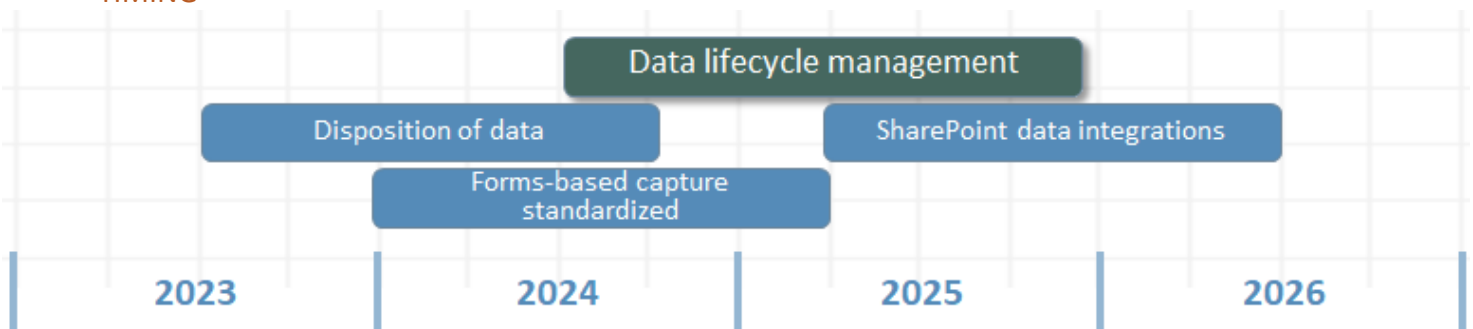 Data lifecycle management
Disposition of data
SharePoint data integrations
Forms-based capture
standardized
2023
2024
2025
2026